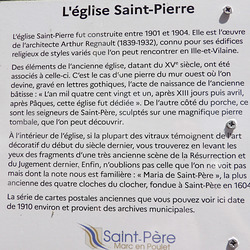 L'église Saint-Pierre
L'église Saint-Pierre fut construite entre 1901 et 1904. Elle est l'œuvre
de l'architecte Arthur Regnault (1839-1932), connu pour ses édifices
religieux de styles variés que l'on peut rencontrer en Ille-et-Vilaine.
Des éléments de l'ancienne église, datant du XVe siècle, ont été
associés à celle-ci. C'est le cas d'une pierre du mur ouest où l'on
devine, gravé en lettres gothiques, l'acte de naissance de l'ancienne
bâtisse : « L'an mil quatre cent vingt et un, après XIII jours puis avril,
après Pâques, cette église fut dédiée ». De l'autre côté du porche, ce
sont les seigneurs de Saint-Père, sculptés sur une magnifique pierre
tombale, que l'on peut découvrir.
À l'intérieur de l'église, si la plupart des vitraux témoignent de l'art
décoratif du début du siècle dernier, vous trouverez en levant les
yeux des fragments d'une très ancienne scène de la Résurrection et
du Jugement dernier. Enfin, n'oublions pas celle que l'on ne voit pas
mais dont la note nous est familière : « Maria de Saint-Père », la plus
ancienne des quatre cloches du clocher, fondue à Saint-Père en 1604.
La série de cartes postales anciennes que vous pouvez voir ici date
de 1910 environ et provient des archives municipales.
Saint-Père
Marc en Poulet